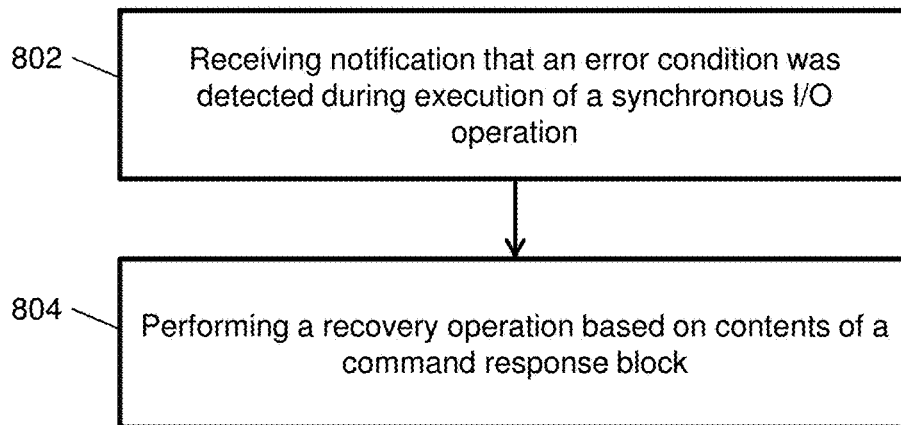 802
Receiving notification that an error condition was
detected during execution of a synchronous I/O
operation
804
Performing a recovery operation based on contents of a
command response block